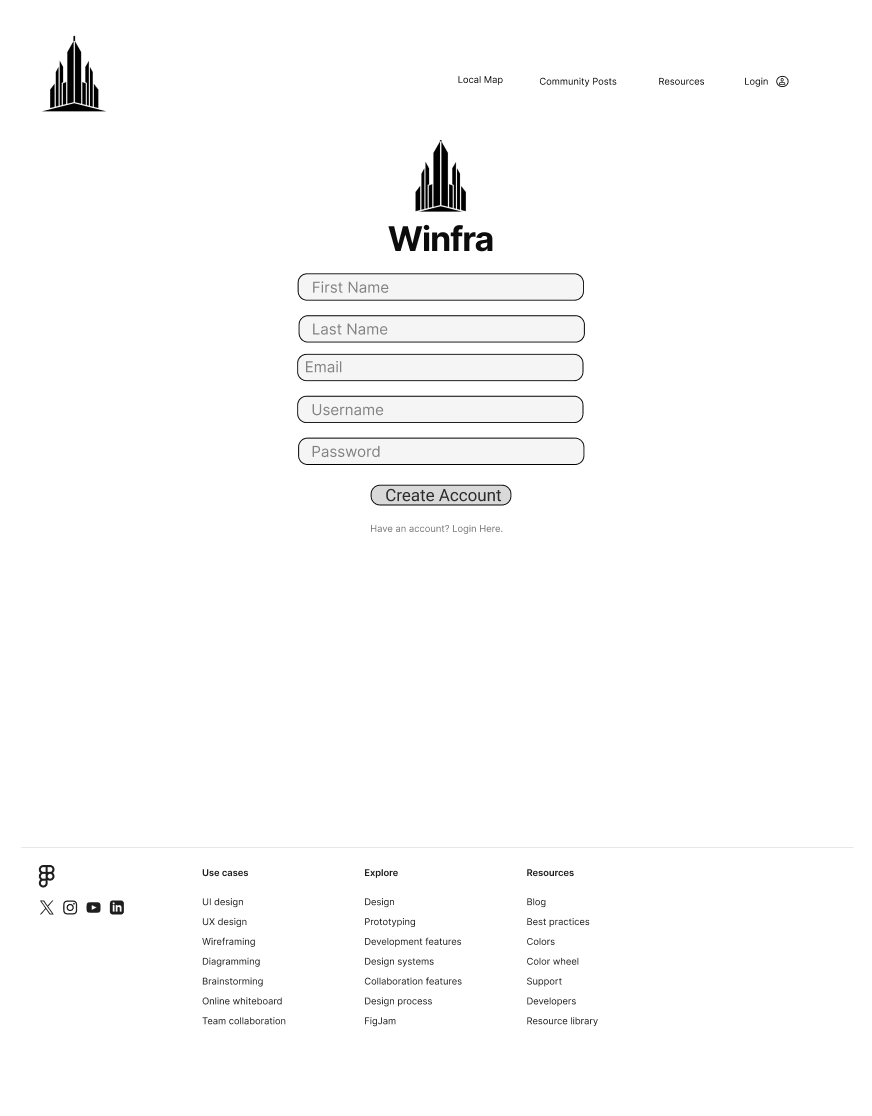 Local Map
Community Posts
Resources
Login
Winfra
First Name
Last Name
Email
Username
Password
Create Account
Have an account? Login Here.
Use cases
UI design
UX design
Wireframing
Diagramming
Brainstorming
Online whiteboard
Team collaboration
Explore
Design
Prototyping
Development features
Design systems
Collaboration features
Design process
FigJam
Resources
Blog
Best practices
Colors
Color wheel
Support
Developers
Resource library